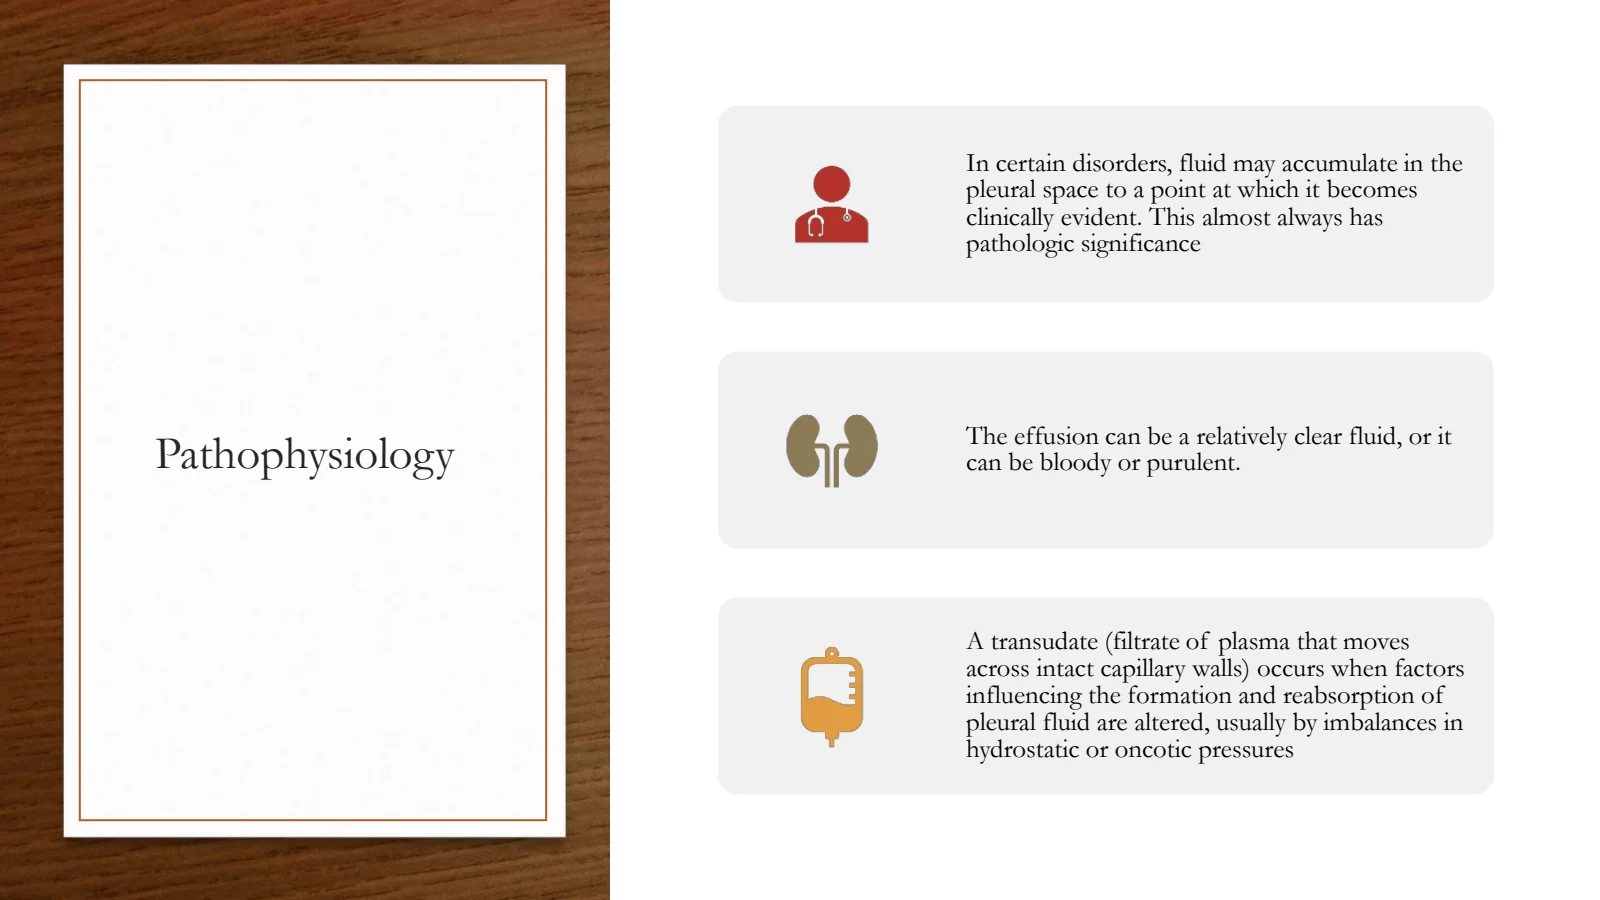 Pathophysiology
In certain disorders, fluid may accumulate in the
pleural space to a point at which it becomes
clinically evident. This almost always has
pathologic significance
The effusion can be a relatively clear fluid, or it
can be bloody or purulent.
A transudate (filtrate of plasma that moves
across intact capillary walls) occurs when factors
influencing the formation and reabsorption of
pleural fluid are altered, usually by imbalances in
hydrostatic or oncotic pressures